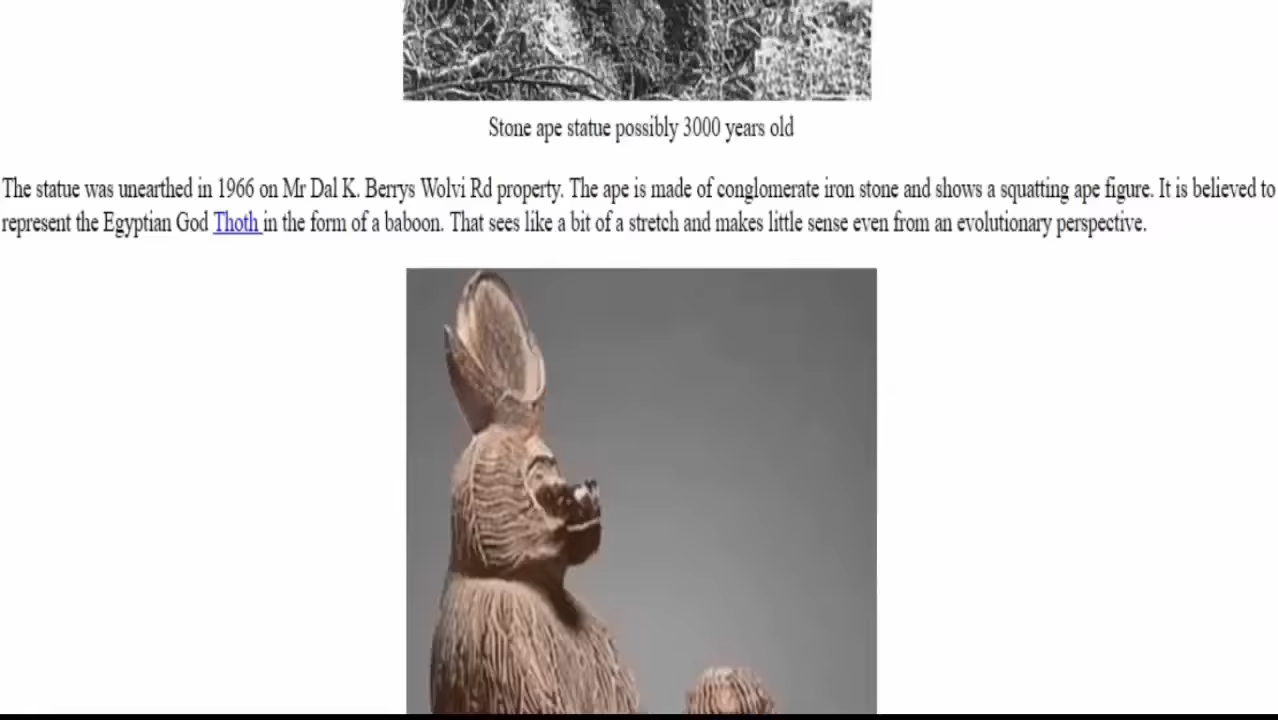 Stone ape statue possibly 3000 years old
The statue was unearthed in 1966 on Mr Dal K. Berrys Wolvi Rd property. The ape is made of conglomerate iron stone and shows a squatting ape figure. It is believed to
represent the Egyptian God Thoth in the form of a baboon. That sees like a bit of a stretch and makes little sense even from an evolutionary perspective.